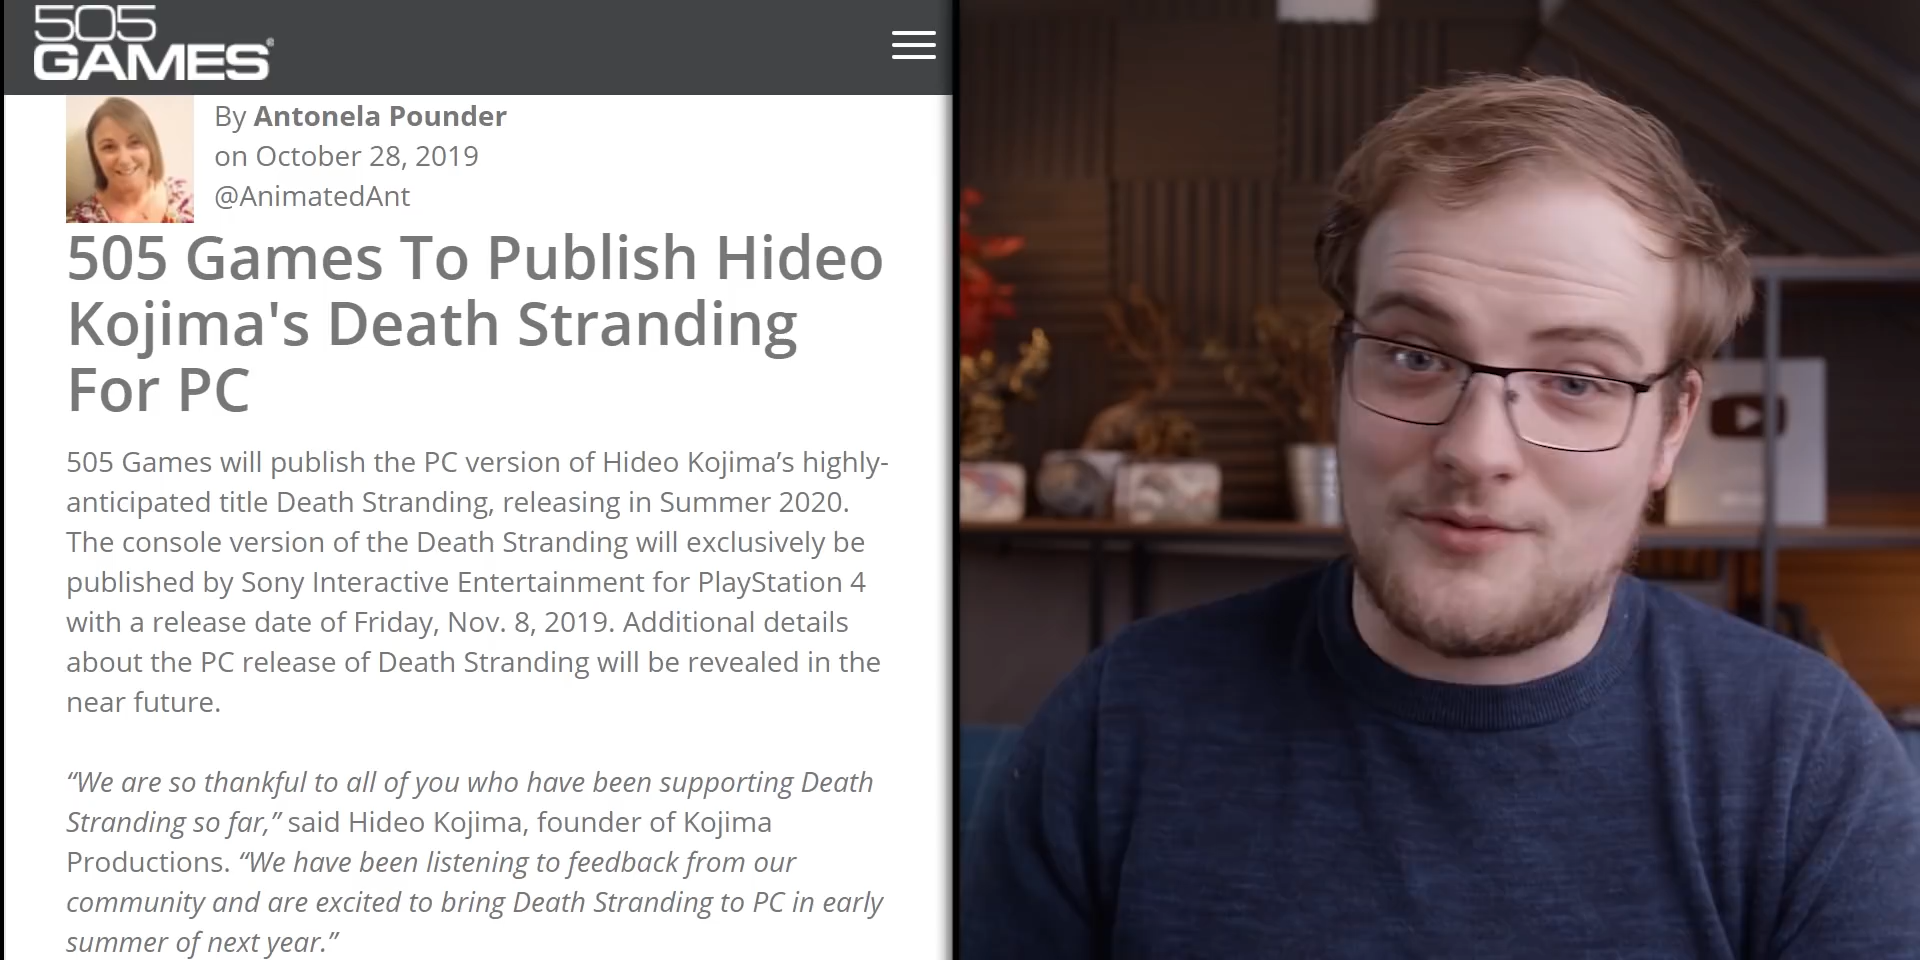 505
GAMES®
By Antonela Pounder
on October 28, 2019
@AnimatedAnt
505 Games To Publish Hideo
Kojima's Death Stranding
For PC
505 Games will publish the PC version of Hideo Kojima’s highly-
anticipated title Death Stranding, releasing in Summer 2020.
The console version of the Death Stranding will exclusively be
published by Sony Interactive Entertainment for PlayStation 4
with a release date of Friday, Nov. 8, 2019. Additional details
about the PC release of Death Stranding will be revealed in the
near future.
“We are so thankful to all of you who have been supporting Death
Stranding so far,” said Hideo Kojima, founder of Kojima
Productions. “We have been listening to feedback from our
community and are excited to bring Death Stranding to PC in early
summer of next year.”